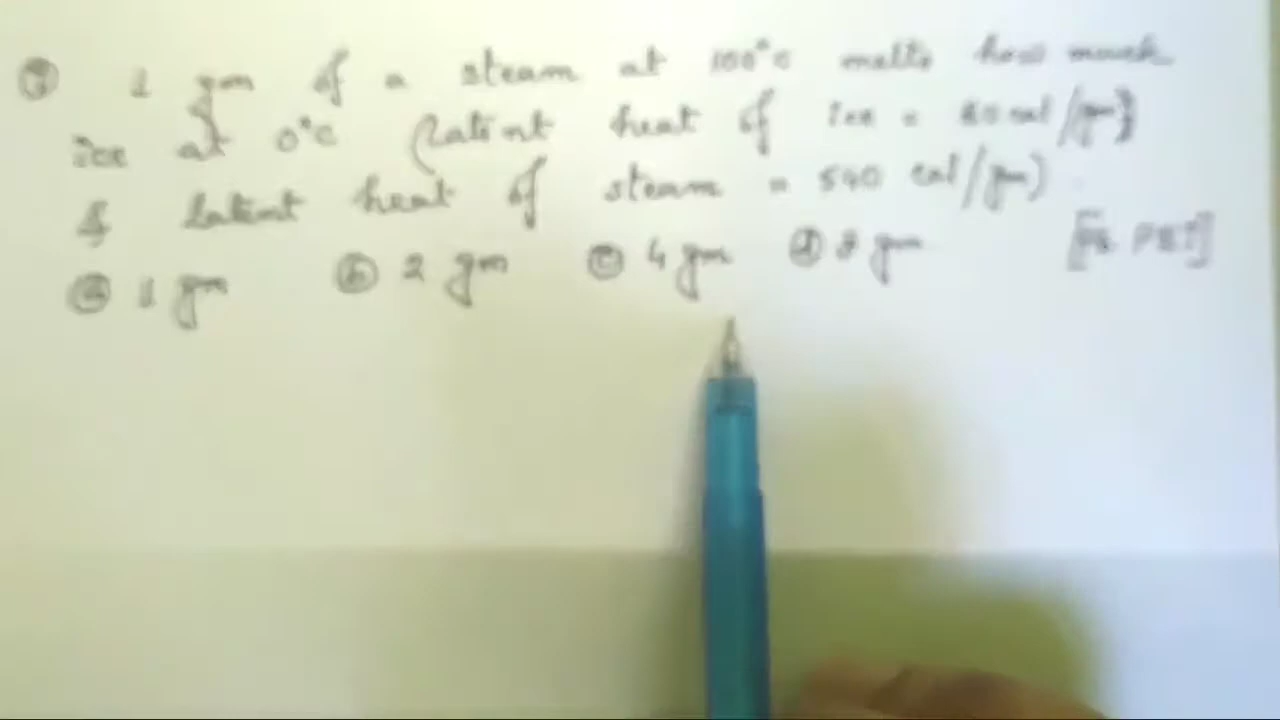 1 gm of a steam at 100°C melts how much
ice at 0°C (Latent heat of ice = 80 cal/gm}
& Latent heat of steam = 540 cal/gm)
(a) 1 gm (b) 2 gm (c) 4 gm (d) 8 gm PET]